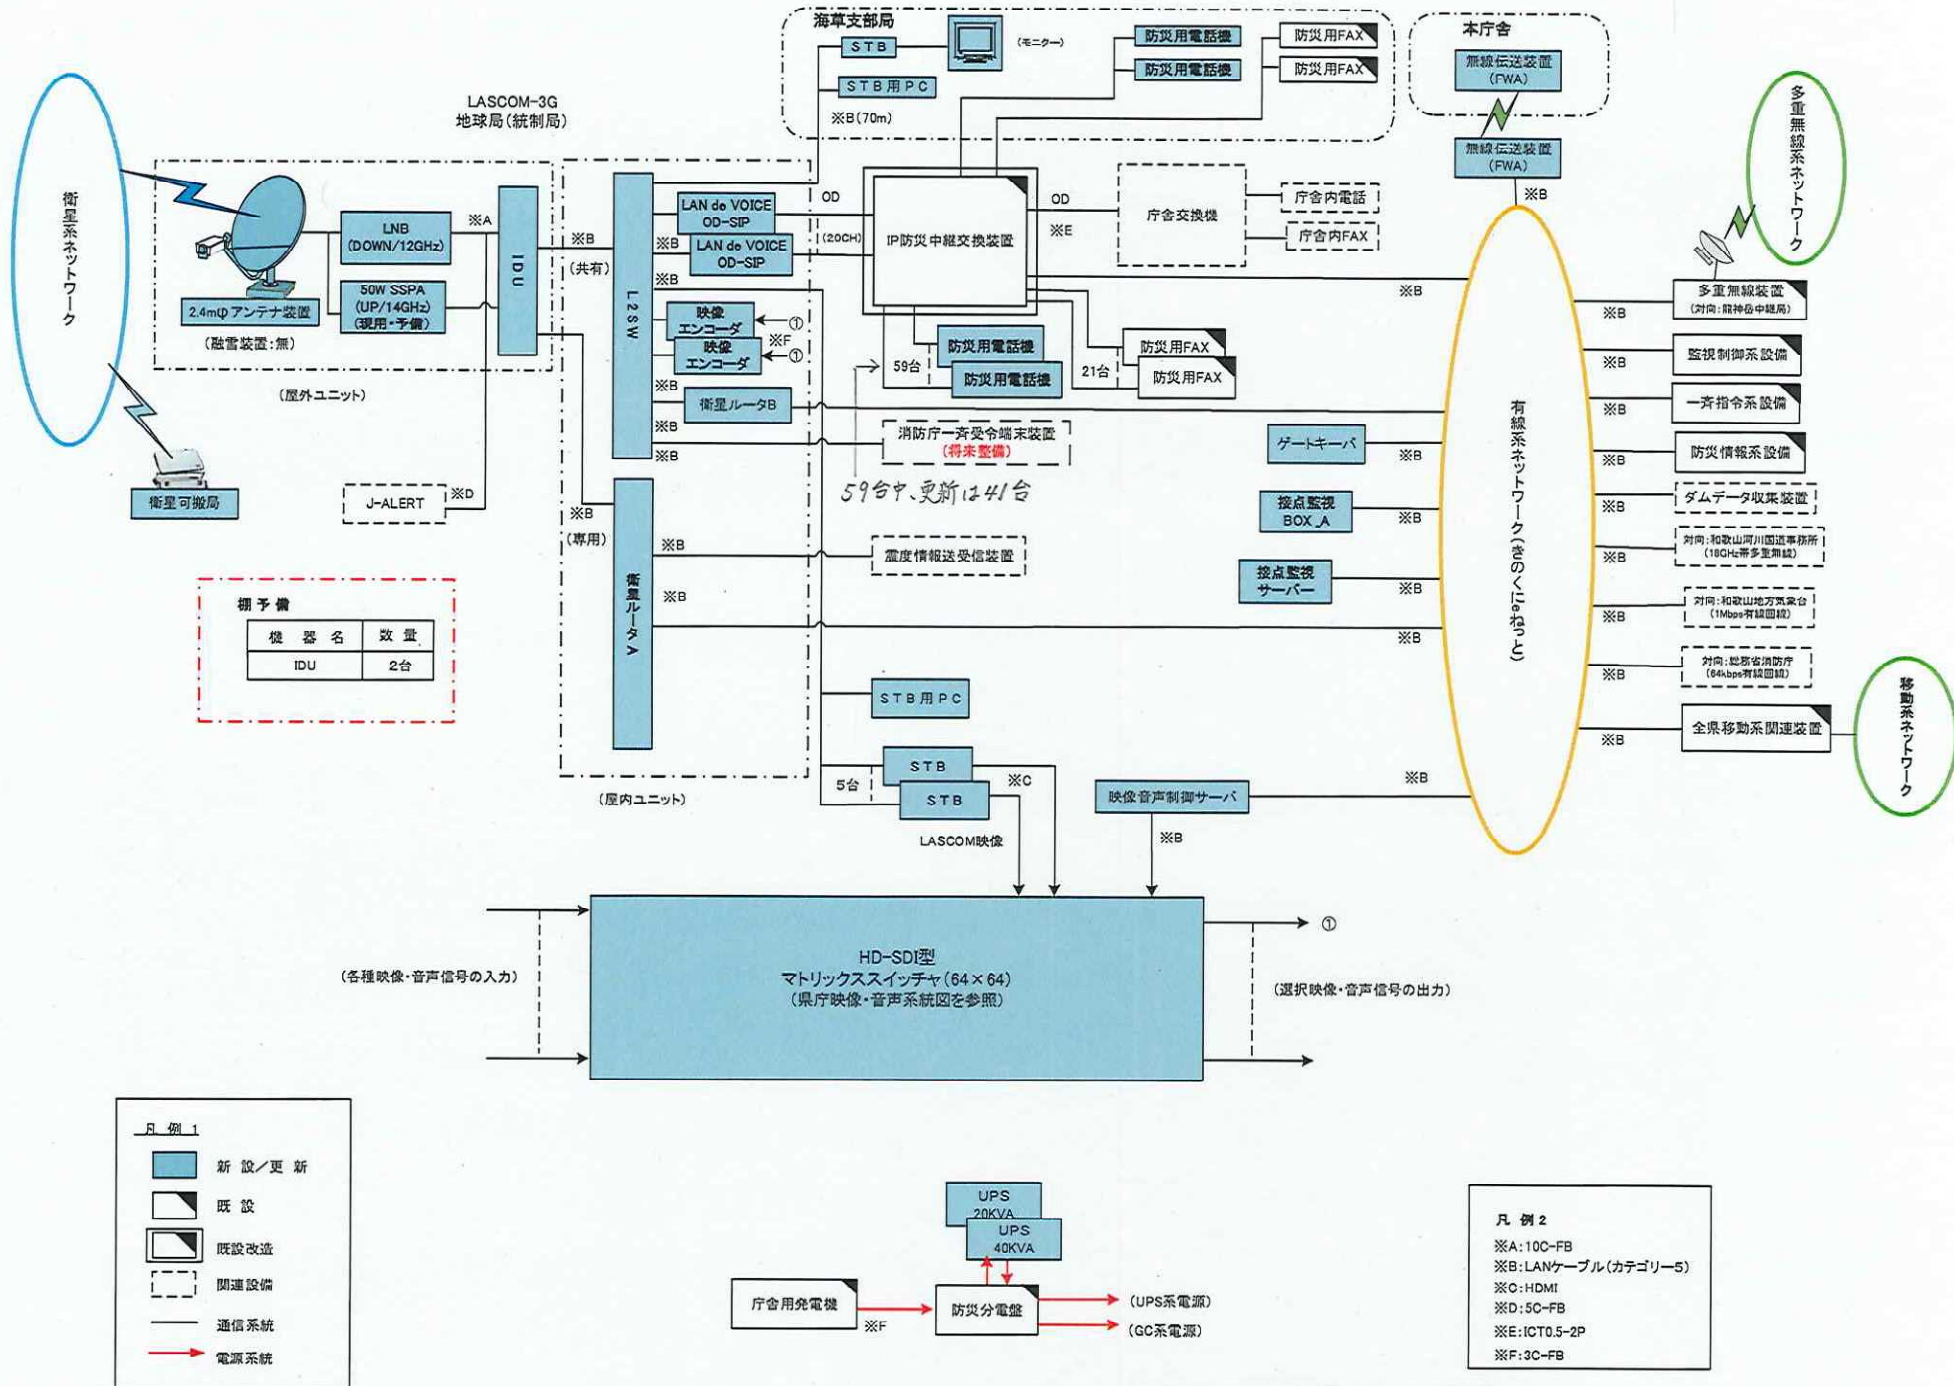 海草支部局
STB
(モニター)
STB用PC
※B(70m)
防災用電話機
防災用電話機
防災用FAX
防災用FAX
本庁舎
無線伝送装置
(FWA)
無線伝送装置
(FWA)
※B
多重無線系ネットワーク
LASCOM-3G
地球局(統制局)
衛星系ネットワーク
2.4mφアンテナ装置
(融雪装置:無)
LNB
(DOWN/12GHz)
※A
50W SSPA
(UP/14GHz)
(現用・予備)
IDU
(屋外ユニット)
衛星可搬局
J-ALERT
※D
※B
(共有)
※B
(専用)
L2SW
LAN de VOICE
OD-SIP
※B
LAN de VOICE
OD-SIP
※B
OD
(20CH)
映像
エンコーダ
①
※F
映像
エンコーダ
①
※B
衛星ルータB
※B
※B
消防庁一斉受令端末装置
(将来整備)
IP防災中継交換装置
OD
※E
庁舎交換機
庁舎内電話
庁舎内FAX
※B
59台
防災用電話機
防災用電話機
21台
防災用FAX
防災用FAX
59台中、更新は41台
衛星ルータA
※B
震度情報送受信装置
※B
※B
STB用PC
5台
STB
STB
※C
LASCOM映像
(屋内ユニット)
ゲートキーパ
※B
接点監視
BOX_A
※B
接点監視
サーバー
※B
映像音声制御サーバ
※B
※B
有線系ネットワーク(きのくにeねっと)
多重無線装置
(対向:龍神岳中継局)
※B
監視制御系設備
※B
一斉指令系設備
※B
防災情報系設備
※B
ダムデータ収集装置
※B
対向:和歌山河川国道事務所
(18GHz帯多重無線)
※B
対向:和歌山地方気象台
(1Mbps有線回線)
※B
対向:総務省消防庁
(64kbps有線回線)
※B
全県移動系関連装置
※B
移動系ネットワーク
棚予備
機器名 数量
IDU 2台
(各種映像・音声信号の入力)
HD-SDI型
マトリックススイッチャ(64×64)
(県庁映像・音声系統図を参照)
①
(選択映像・音声信号の出力)
凡例1
新設/更新
既設
既設改造
関連設備
通信系統
電源系統
UPS
20KVA
UPS
40KVA
庁舎用発電機
※F
防災分電盤
(UPS系電源)
(GC系電源)
凡例2
※A:10C-FB
※B:LANケーブル(カテゴリー5)
※C:HDMI
※D:5C-FB
※E:ICT0.5-2P
※F:3C-FB